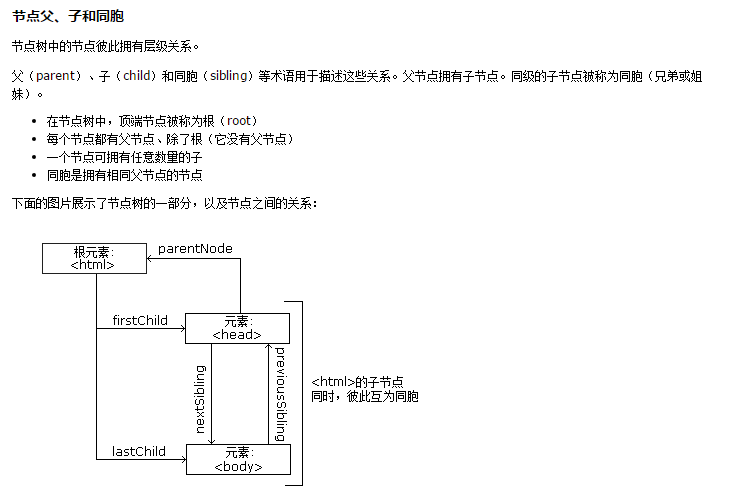 节点父、子和同胞
节点树中的节点彼此拥有层级关系。
父（parent）、子（child）和同胞（sibling）等术语用于描述这些关系。父节点拥有子节点。同级的子节点被称为同胞（兄弟或姐
妹）。
在节点树中，顶端节点被称为根（root）
每个节点都有父节点、除了根（它没有父节点）
一个节点可拥有任意数量的子
同胞是拥有相同父节点的节点
下面的图片展示了节点树的一部分，以及节点之间的关系：
根元素：
<html>
parentNode
firstChild
元素：
<head>
nextSibling
previousSibling
<html>的子节点
同时，彼此互为同胞
lastChild
元素：
<body>